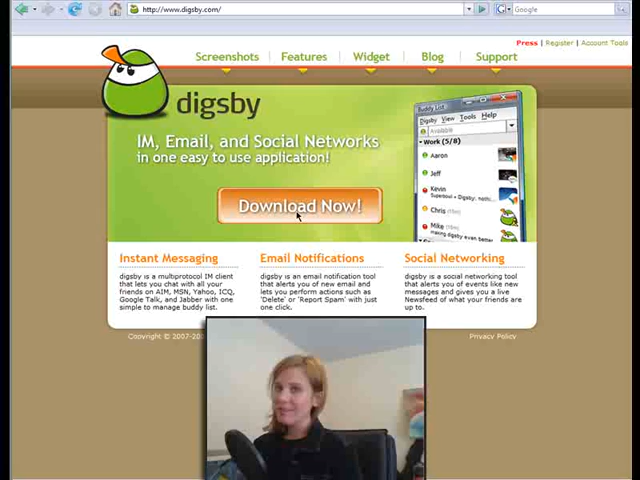 http://www.digsby.com/
Google
Press | Register | Account Tools
Screenshots Features Widget Blog Support
digsby
IM, Email, and Social Networks
in one easy to use application!
Download Now!
Buddy List
Digsby View Tools Help
Available
Work (5/8)
Aaron
Jeff
Kevin
Chris
Mike
Instant Messaging
digsby is a multiprotocol IM client
that lets you chat with all your
friends on AIM, MSN, Yahoo, ICQ,
Google Talk, and Jabber with one
simple to manage buddy list.
Email Notifications
digsby is an email notification tool
that alerts you of new email and
lets you perform actions such as
'Delete' or 'Report Spam' with just
one click.
Social Networking
digsby is a social networking tool
that alerts you of events like new
messages and gives you a live
Newsfeed of what your friends are
up to.
Copyright © 2007-20
Privacy Policy